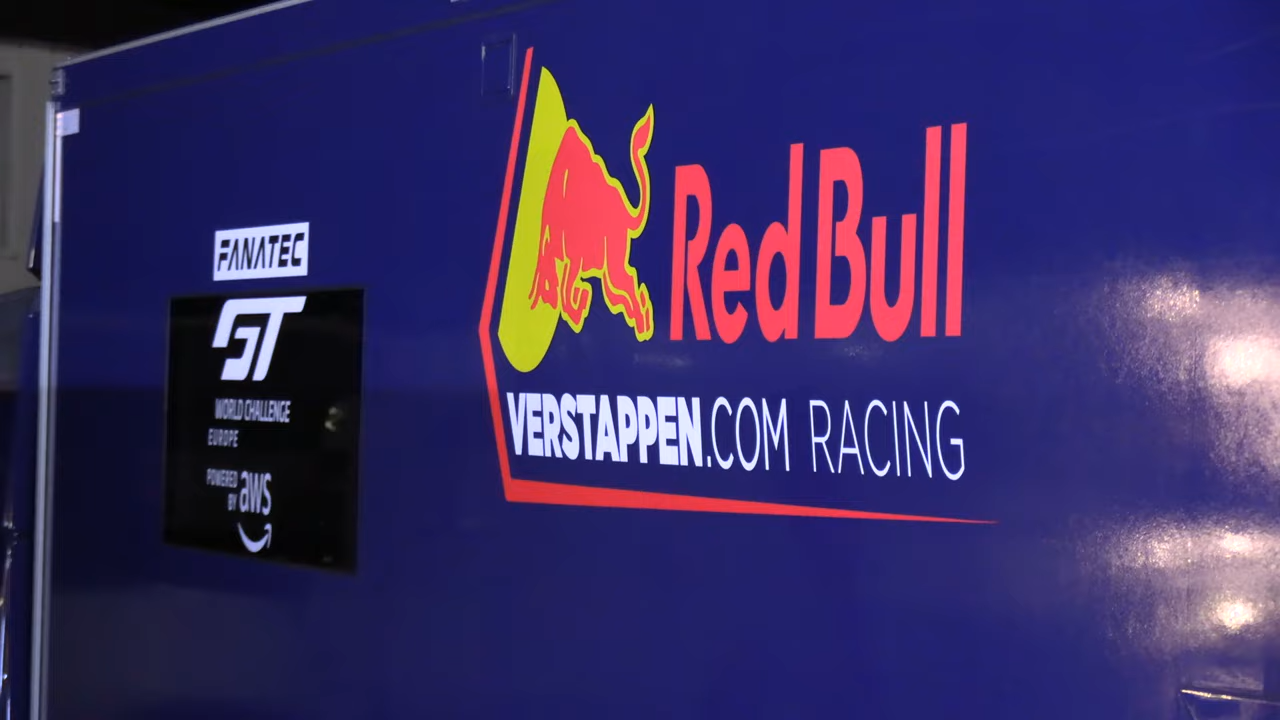 FANATEC
GT
WORLD CHALLENGE
EUROPE
POWERED
BY aws
Red Bull
VERSTAPPEN.COM RACING